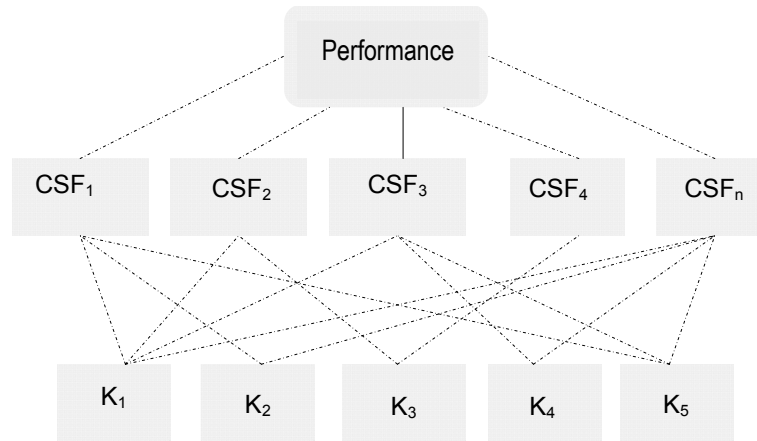 Performance
CSF₁ CSF₂ CSF₃ CSF₄ CSFₙ
K₁ K₂ K₃ K₄ K₅